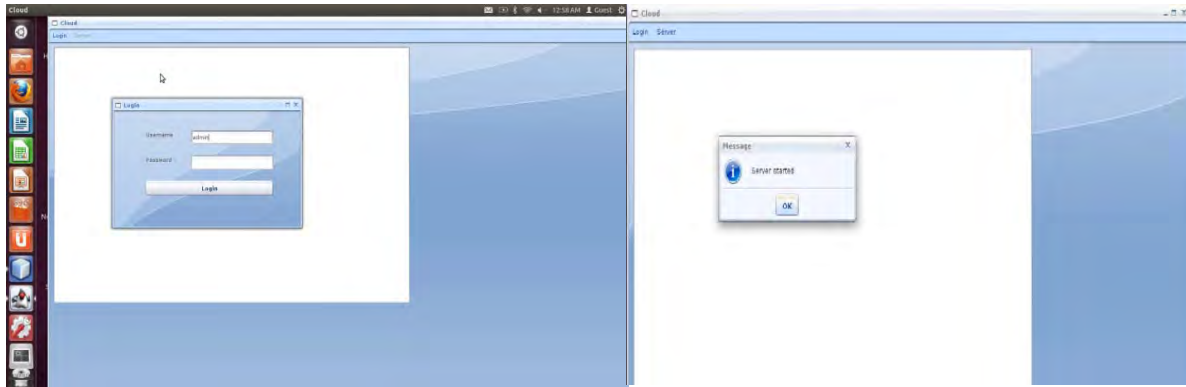 Cloud
12:58 AM Guest
Cloud
Login Server
Login
Username
admin
Password
Login
Cloud
Login Server
Message
X
Server started
OK